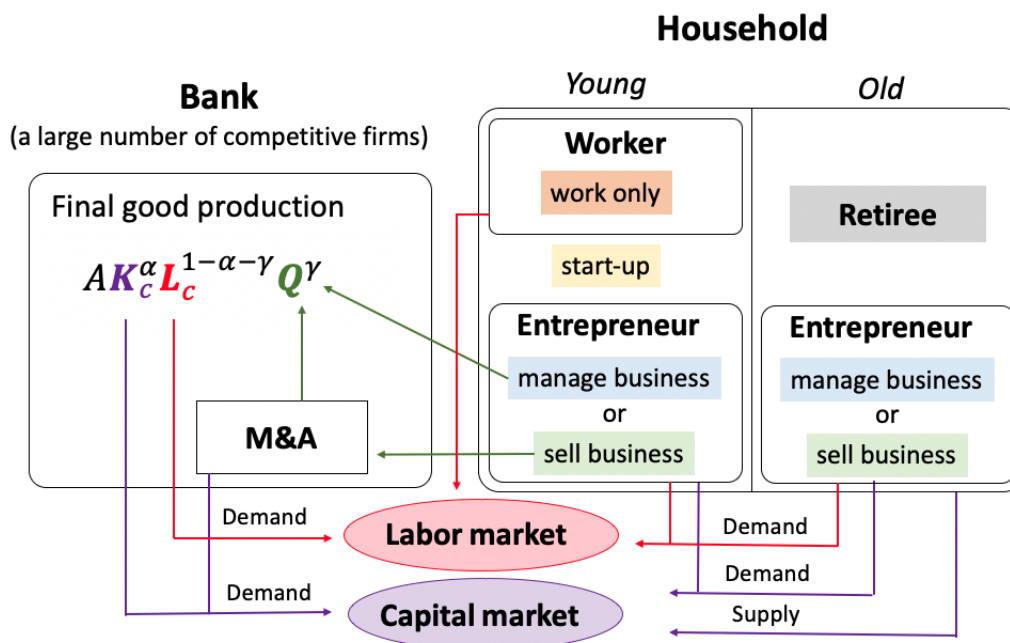 Household
Young
Old
Bank
(a large number of competitive firms)
Final good production
AK_c^α L_c^{1−α−γ} Q^γ
M&A
Worker
work only
start-up
Entrepreneur
manage business
or
sell business
Retiree
Entrepreneur
manage business
or
sell business
Demand
Labor market
Demand
Demand
Capital market
Demand
Supply